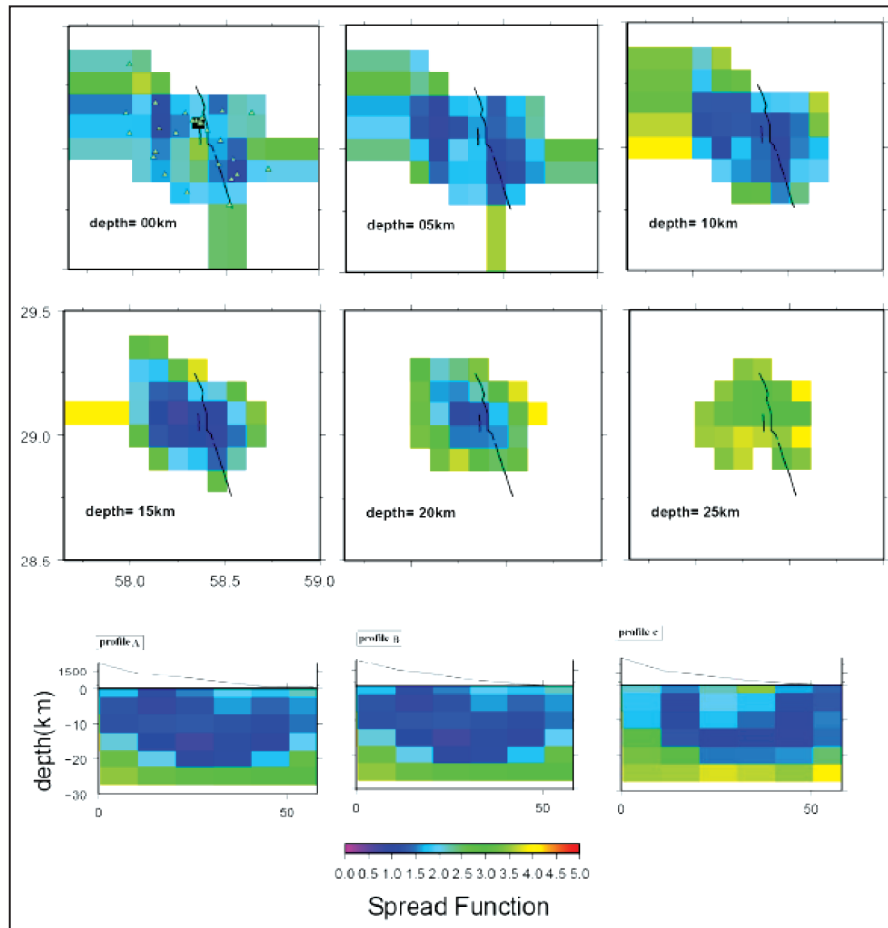 depth= 00km
depth= 05km
depth= 10km
29.5
29.0
28.5
depth= 15km
depth= 20km
depth= 25km
58.0 58.5 59.0
profile A
profile B
profile c
1500
0
-10
-20
-30
depth(km)
0 50
0 50
0 50
0.0 0.5 1.0 1.5 2.0 2.5 3.0 3.5 4.0 4.5 5.0
Spread Function